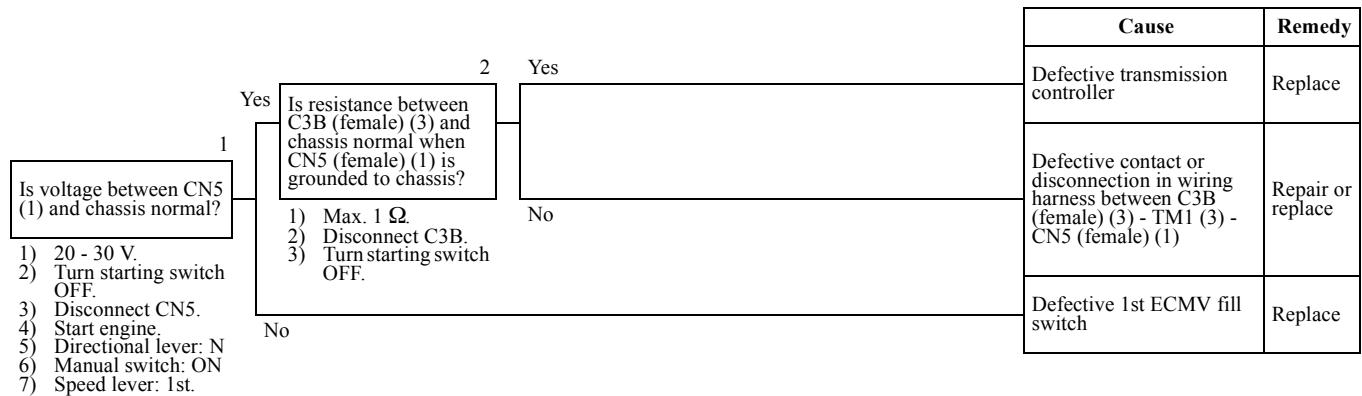 1
Is voltage between CN5
(1) and chassis normal?
1) 20 - 30 V.
2) Turn starting switch
OFF.
3) Disconnect CN5.
4) Start engine.
5) Directional lever: N
6) Manual switch: ON
7) Speed lever: 1st.
Yes
No
2
Is resistance between
C3B (female) (3) and
chassis normal when
CN5 (female) (1) is
grounded to chassis?
1) Max. 1 Ω.
2) Disconnect C3B.
3) Turn starting switch
OFF.
Yes
No
Cause
Remedy
Defective transmission
controller
Replace
Defective contact or
disconnection in wiring
harness between C3B
(female) (3) - TM1 (3) -
CN5 (female) (1)
Repair or
replace
Defective 1st ECMV fill
switch
Replace